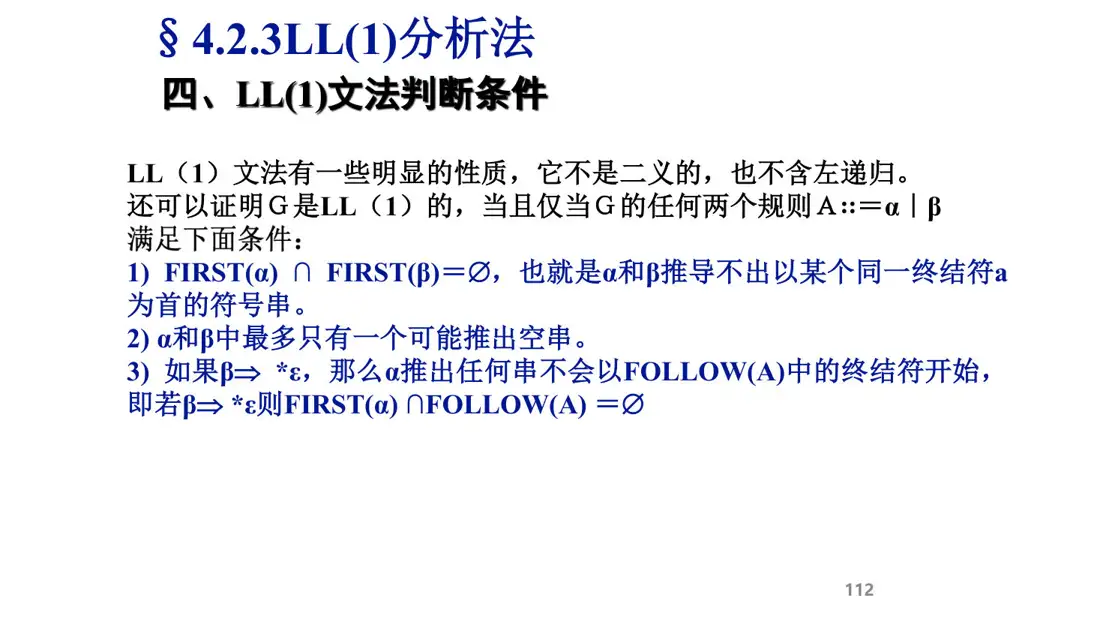 §4.2.3LL(1)分析法
四、LL(1)文法判断条件
LL（1）文法有一些明显的性质，它不是二义的，也不含左递归。
还可以证明Ｇ是LL（1）的，当且仅当Ｇ的任何两个规则Ａ∷＝α｜β
满足下面条件：
1) FIRST(α) ∩ FIRST(β)＝∅，也就是α和β推导不出以某个同一终结符a
为首的符号串。
2) α和β中最多只有一个可能推出空串。
3) 如果β⇒ *ε，那么α推出任何串不会以FOLLOW(A)中的终结符开始，
即若β⇒ *ε则FIRST(α) ∩FOLLOW(A) ＝∅
112